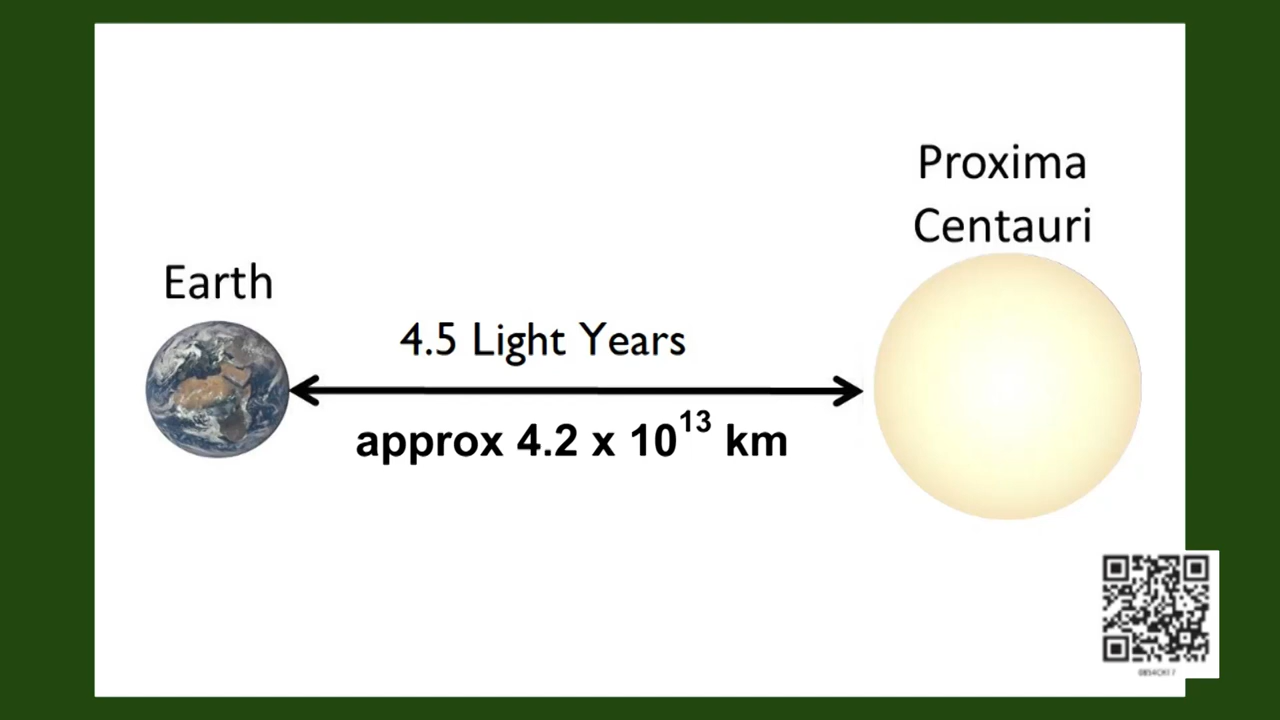 Proxima
Centauri
Earth
4.5 Light Years
approx 4.2 x 10¹³ km